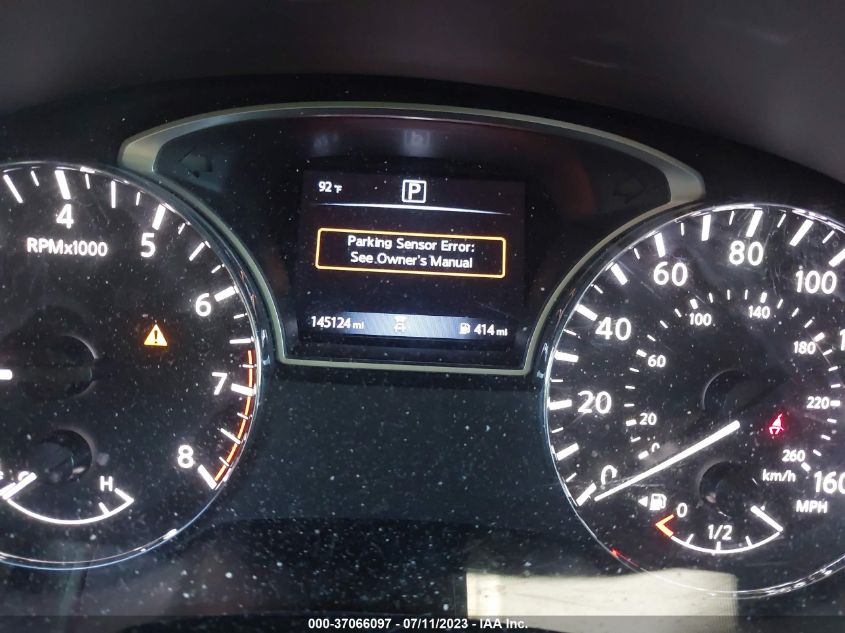 92 °F
P
Parking Sensor Error:
See Owner's Manual
145124 mi
414 mi
4
5
6
7
8
RPMx1000
H
0
20
40
60
80
100
160
MPH
0
20
60
100
140
180
220
260
km/h
0
1/2
000-37066097 - 07/11/2023 - IAA Inc.